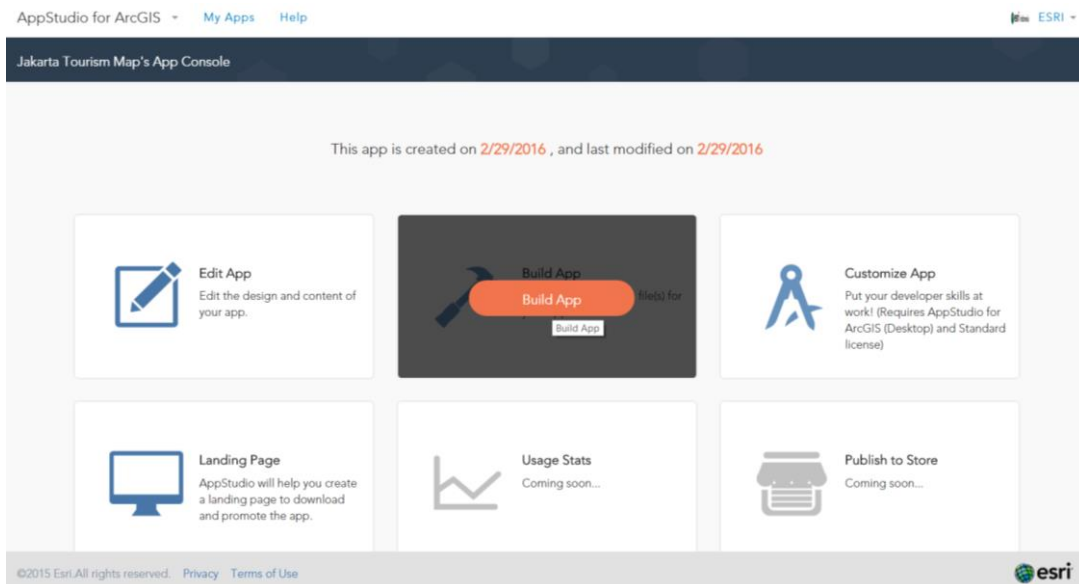 AppStudio for ArcGIS
My Apps
Help
ESRI
Jakarta Tourism Map's App Console
This app is created on 2/29/2016 , and last modified on 2/29/2016
Edit App
Edit the design and content of
your app.
Build App
Build App
file(s) for
Build App
Customize App
Put your developer skills at
work! (Requires AppStudio for
ArcGIS (Desktop) and Standard
license)
Landing Page
AppStudio will help you create
a landing page to download
and promote the app.
Usage Stats
Coming soon...
Publish to Store
Coming soon...
©2015 Esri.All rights reserved.
Privacy
Terms of Use
esri